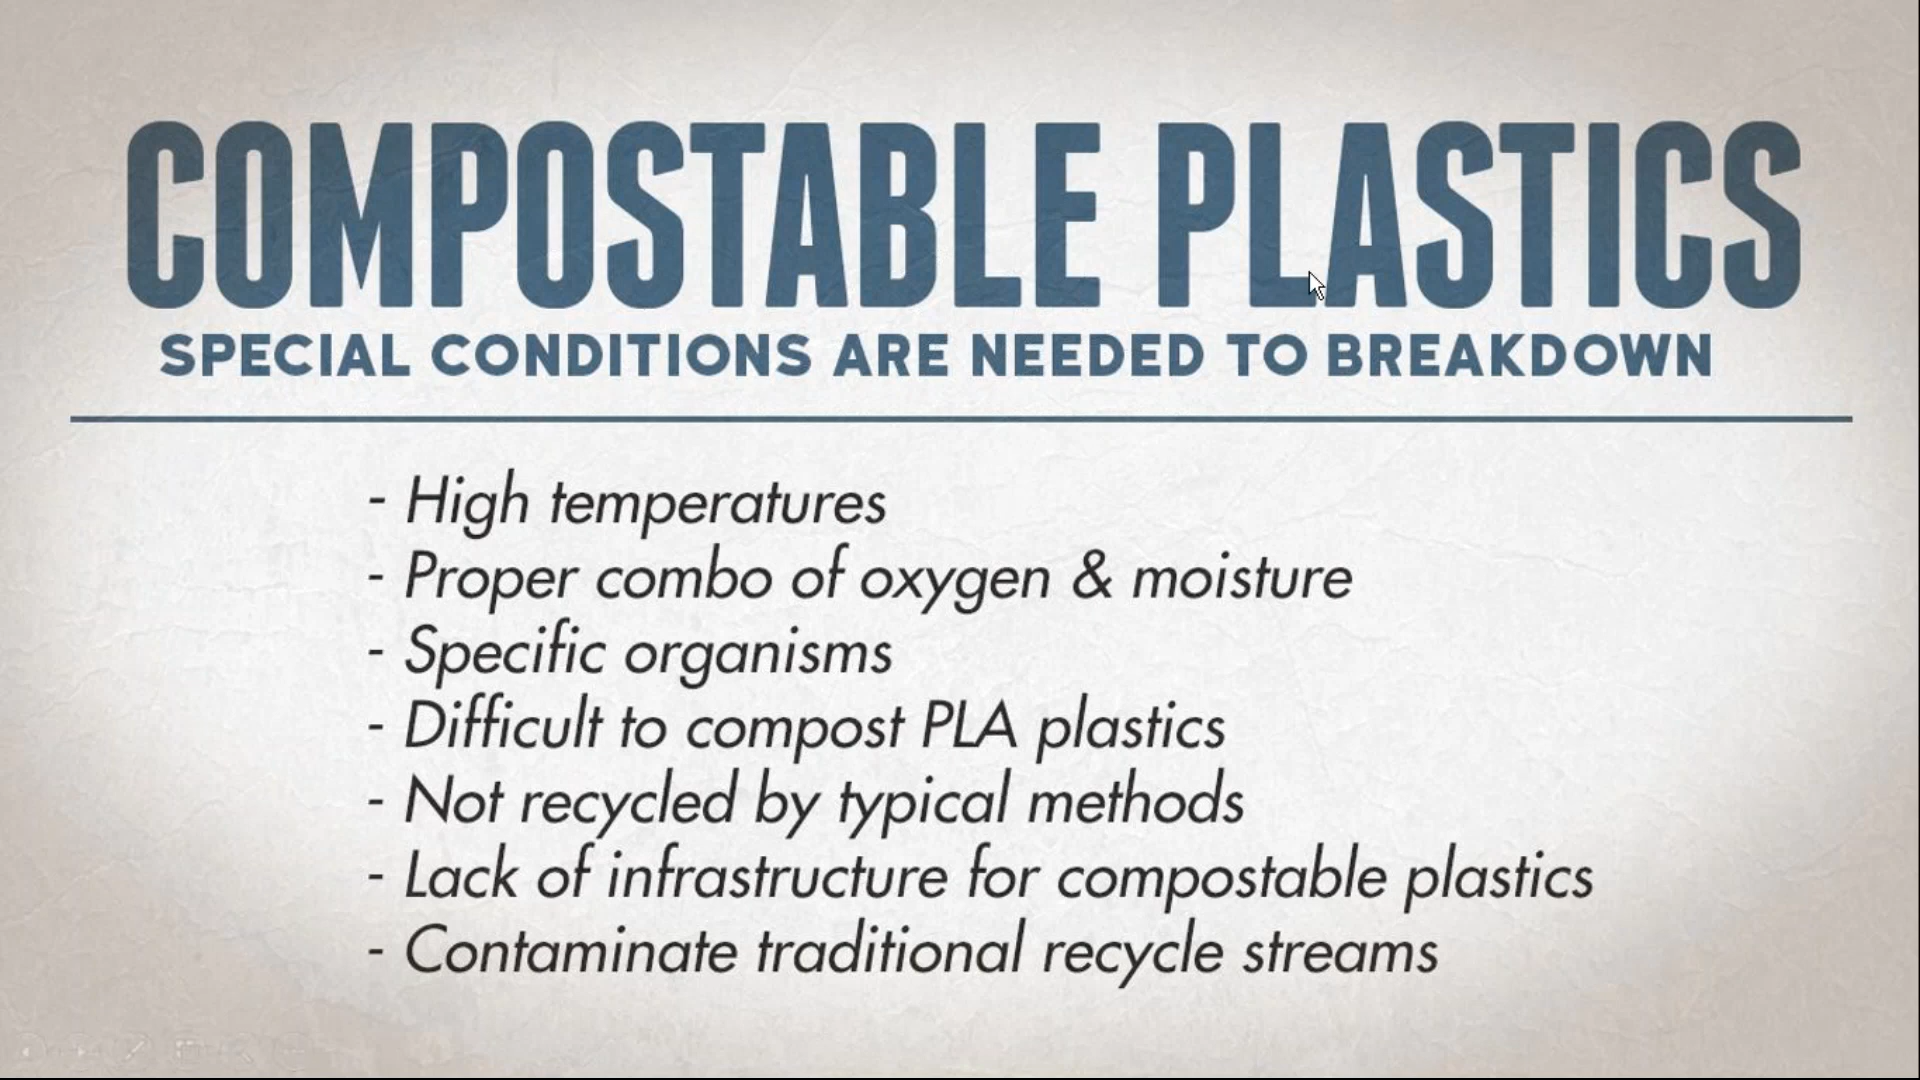 COMPOSTABLE PLASTICS
SPECIAL CONDITIONS ARE NEEDED TO BREAKDOWN
- High temperatures
- Proper combo of oxygen & moisture
- Specific organisms
- Difficult to compost PLA plastics
- Not recycled by typical methods
- Lack of infrastructure for compostable plastics
- Contaminate traditional recycle streams